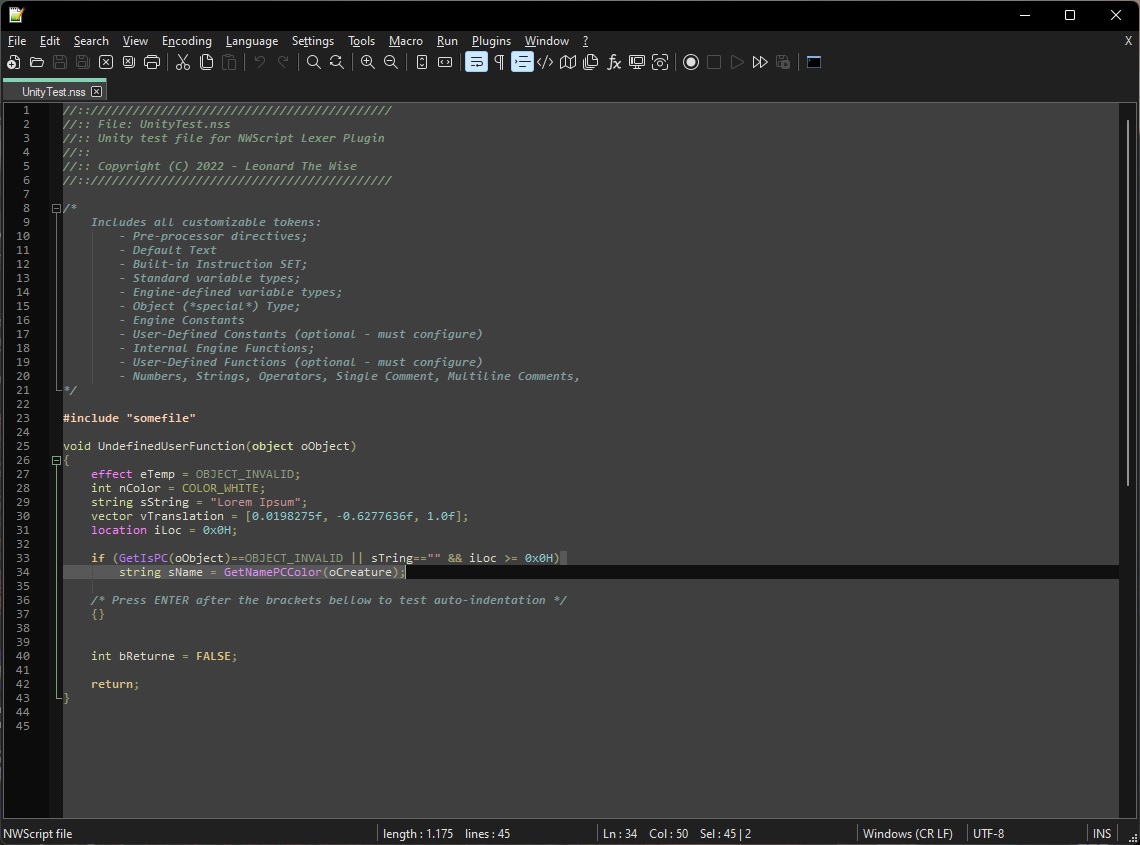 File Edit Search View Encoding Language Settings Tools Macro Run Plugins Window ? X
UnityTest.nss
1 //:://///////////////////////////////////////////
2 //:: File: UnityTest.nss
3 //:: Unity test file for NWScript Lexer Plugin
4 //::
5 //:: Copyright (C) 2022 - Leonard The Wise
6 //:://///////////////////////////////////////////
7
8 /*
9     Includes all customizable tokens:
10         - Pre-processor directives;
11         - Default Text
12         - Built-in Instruction SET;
13         - Standard variable types;
14         - Engine-defined variable types;
15         - Object (*special*) Type;
16         - Engine Constants
17         - User-Defined Constants (optional - must configure)
18         - Internal Engine Functions;
19         - User-Defined Functions (optional - must configure)
20         - Numbers, Strings, Operators, Single Comment, Multiline Comments,
21 */
22
23 #include "somefile"
24
25 void UndefinedUserFunction(object oObject)
26 {
27     effect eTemp = OBJECT_INVALID;
28     int nColor = COLOR_WHITE;
29     string sString = "Lorem Ipsum";
30     vector vTranslation = [0.0198275f, -0.6277636f, 1.0f];
31     location iLoc = 0x0H;
32
33     if (GetIsPC(oObject)==OBJECT_INVALID || sTring=="" && iLoc >= 0x0H)
34         string sName = GetNamePCColor(oCreature);
35
36     /* Press ENTER after the brackets bellow to test auto-indentation */
37     {}
38
39
40     int bReturne = FALSE;
41
42     return;
43 }
44
45
NWScript file length : 1.175 lines : 45 Ln : 34 Col : 50 Sel : 45 | 2 Windows (CR LF) UTF-8 INS